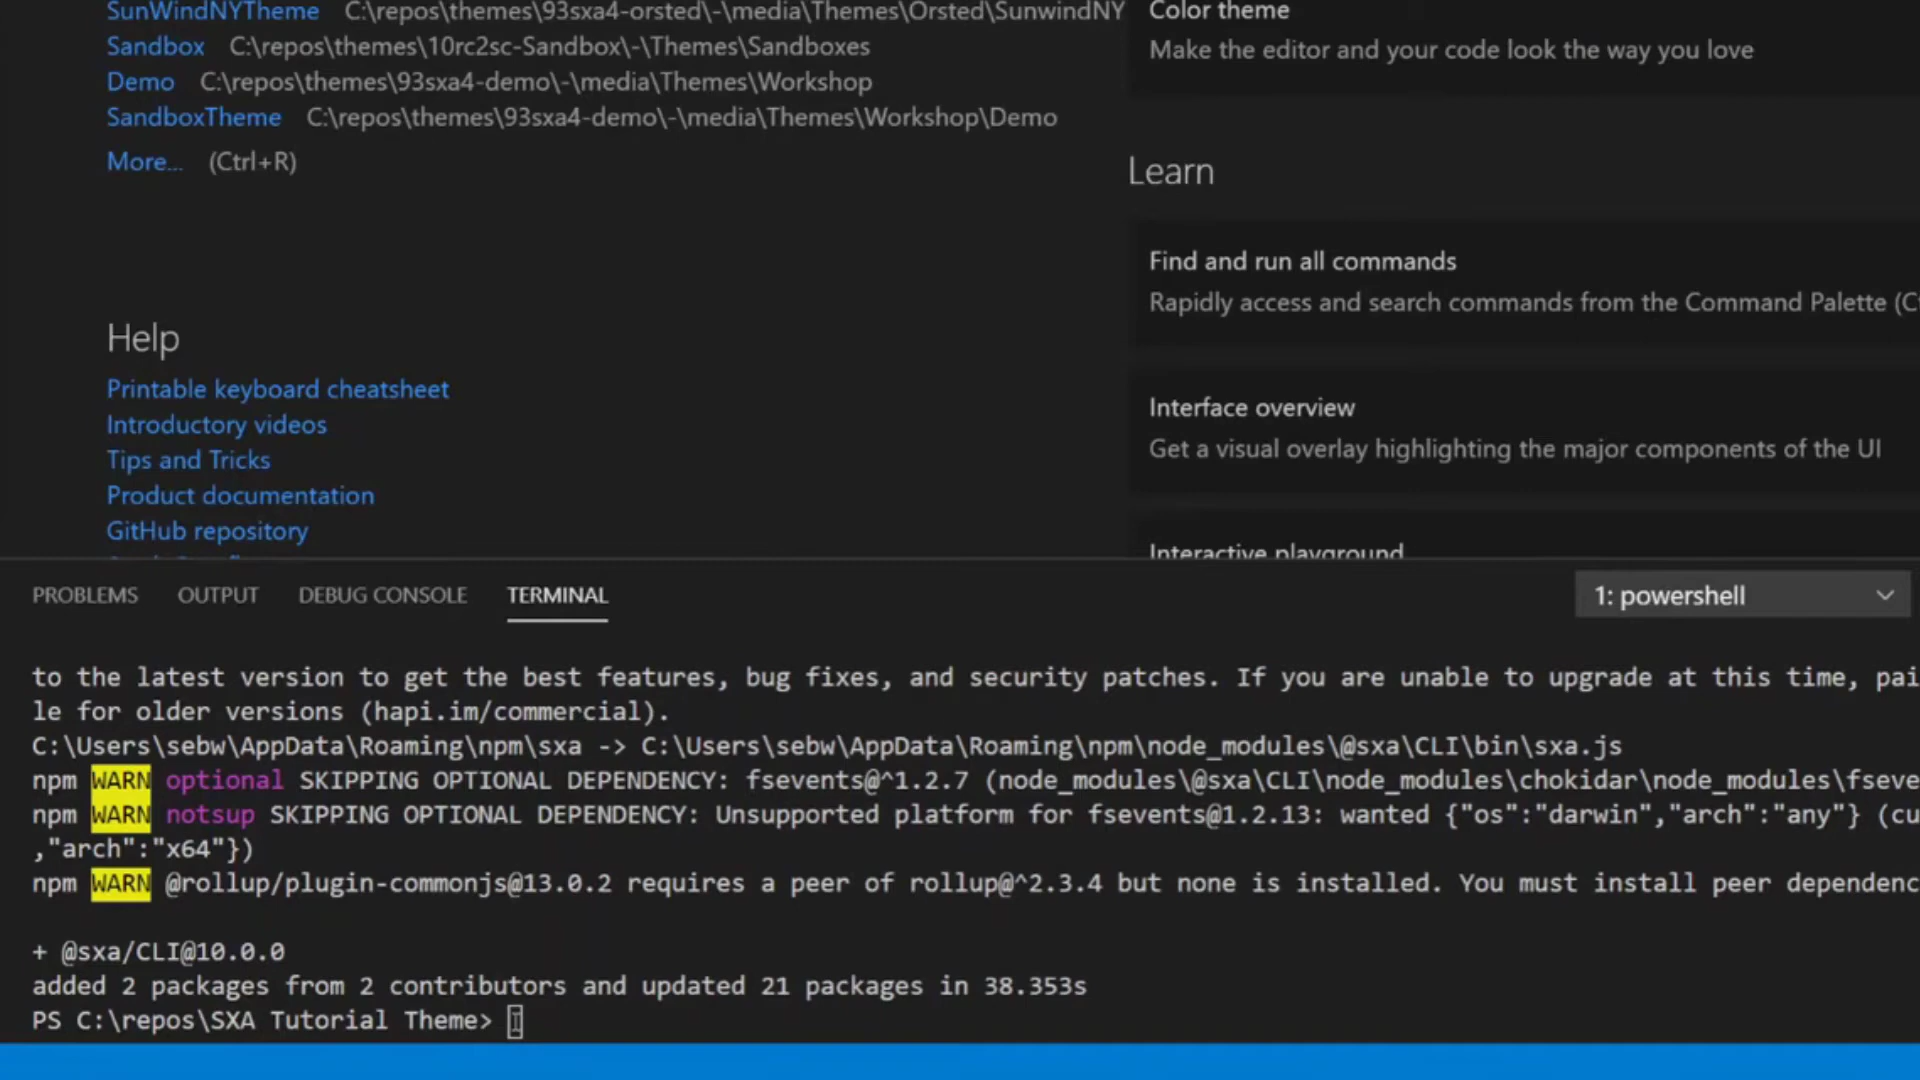 SunWindNYTheme C:\repos\themes\93sxa4-orsted\-\media\Themes\Orsted\SunwindNY
Sandbox C:\repos\themes\10rc2sc-Sandbox\-\Themes\Sandboxes
Demo C:\repos\themes\93sxa4-demo\-\media\Themes\Workshop
SandboxTheme C:\repos\themes\93sxa4-demo\-\media\Themes\Workshop\Demo
More... (Ctrl+R)
Help
Printable keyboard cheatsheet
Introductory videos
Tips and Tricks
Product documentation
GitHub repository
Color theme
Make the editor and your code look the way you love
Learn
Find and run all commands
Rapidly access and search commands from the Command Palette (C
Interface overview
Get a visual overlay highlighting the major components of the UI
Interactive playground
PROBLEMS OUTPUT DEBUG CONSOLE TERMINAL 1: powershell
to the latest version to get the best features, bug fixes, and security patches. If you are unable to upgrade at this time, pai
le for older versions (hapi.im/commercial).
C:\Users\sebw\AppData\Roaming\npm\sxa -> C:\Users\sebw\AppData\Roaming\npm\node_modules\@sxa\CLI\bin\sxa.js
npm WARN optional SKIPPING OPTIONAL DEPENDENCY: fsevents@^1.2.7 (node_modules\@sxa\CLI\node_modules\chokidar\node_modules\fseve
npm WARN notsup SKIPPING OPTIONAL DEPENDENCY: Unsupported platform for fsevents@1.2.13: wanted {"os":"darwin","arch":"any"} (cu
,"arch":"x64"})
npm WARN @rollup/plugin-commonjs@13.0.2 requires a peer of rollup@^2.3.4 but none is installed. You must install peer dependenc
+ @sxa/CLI@10.0.0
added 2 packages from 2 contributors and updated 21 packages in 38.353s
PS C:\repos\SXA Tutorial Theme>